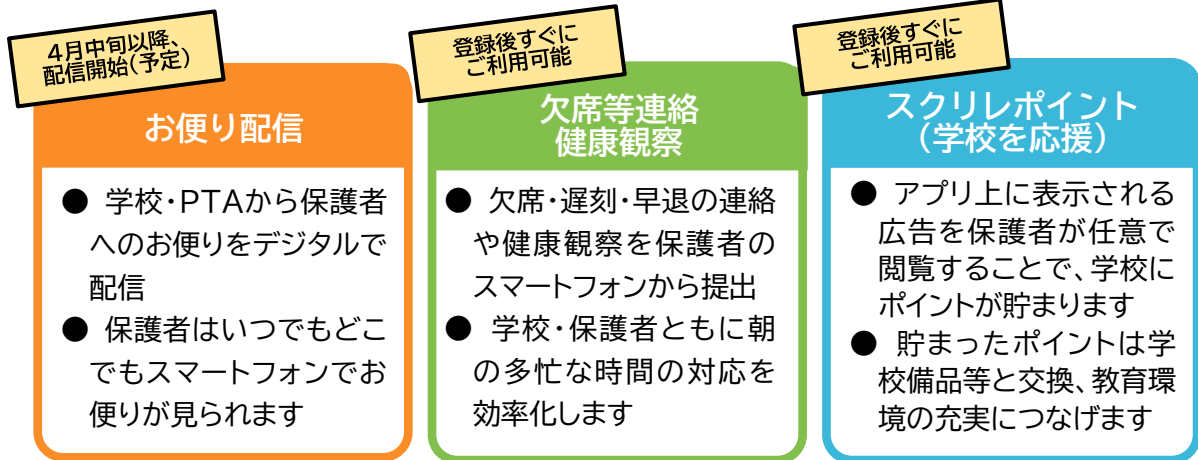 4月中旬以降、
配信開始(予定)
お便り配信
● 学校・PTAから保護者
へのお便りをデジタルで
配信
● 保護者はいつでもどこ
でもスマートフォンでお
便りが見られます
登録後すぐに
ご利用可能
欠席等連絡
健康観察
● 欠席・遅刻・早退の連絡
や健康観察を保護者の
スマートフォンから提出
● 学校・保護者ともに朝
の多忙な時間の対応を
効率化します
登録後すぐに
ご利用可能
スクリレポイント
(学校を応援)
● アプリ上に表示される
広告を保護者が任意で
閲覧することで、学校に
ポイントが貯まります
● 貯まったポイントは学
校備品等と交換、教育環
境の充実につなげます